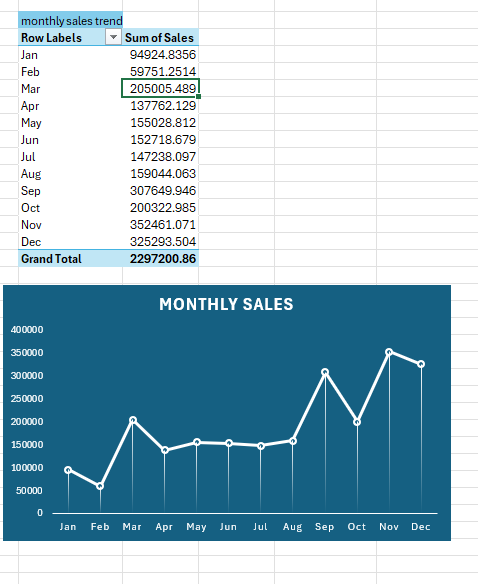 monthly sales trend
Row Labels Sum of Sales
Jan 94924.8356
Feb 59751.2514
Mar 205005.489
Apr 137762.129
May 155028.812
Jun 152718.679
Jul 147238.097
Aug 159044.063
Sep 307649.946
Oct 200322.985
Nov 352461.071
Dec 325293.504
Grand Total 2297200.86
MONTHLY SALES
400000
350000
300000
250000
200000
150000
100000
50000
0
Jan Feb Mar Apr May Jun Jul Aug Sep Oct Nov Dec